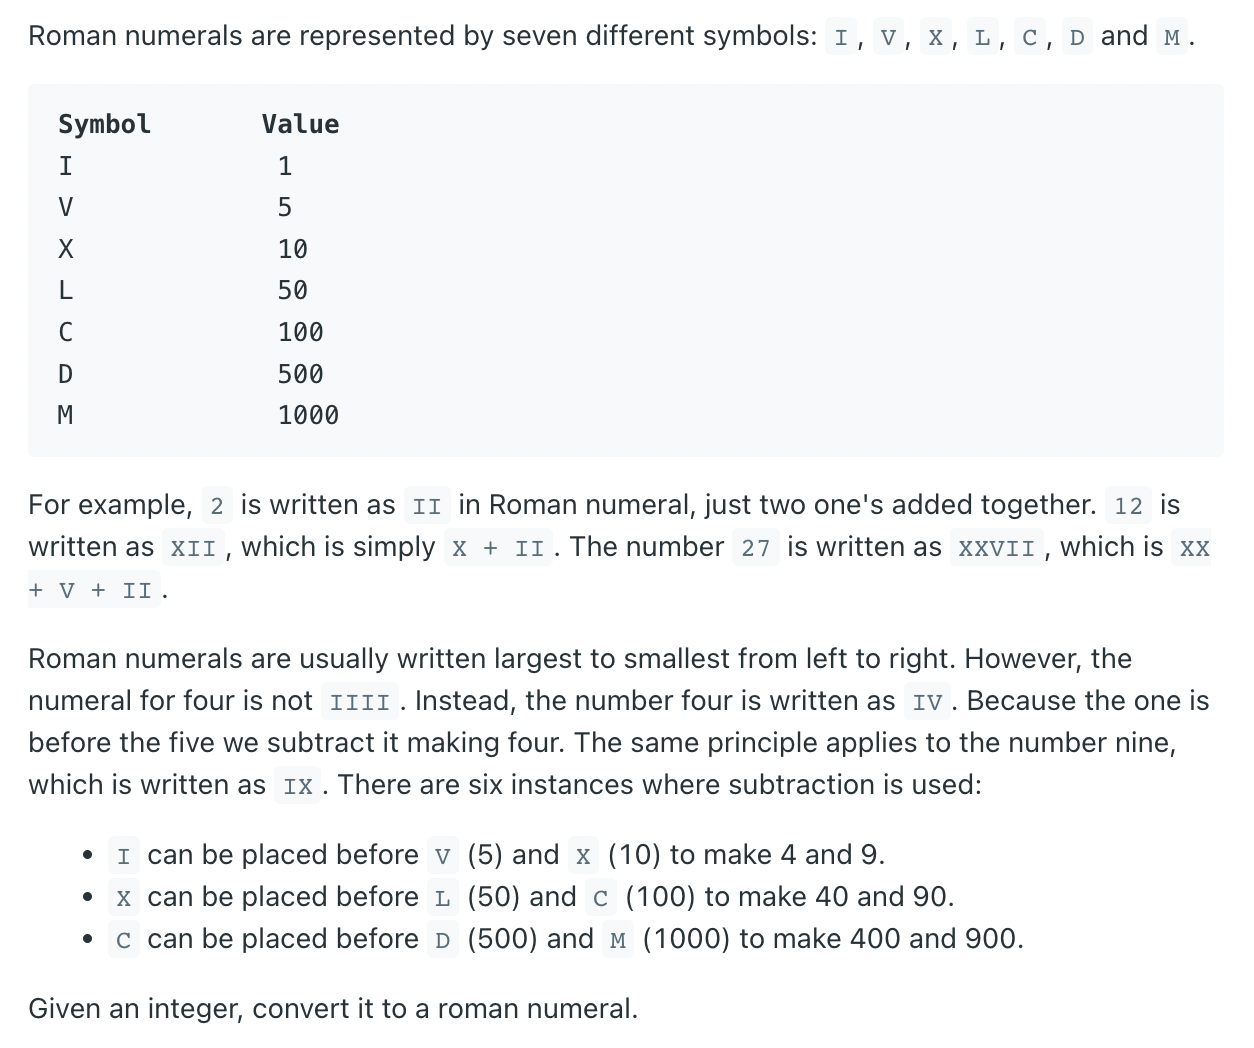 Roman numerals are represented by seven different symbols: I, V, X, L, C, D and M.
Symbol Value
I 1
V 5
X 10
L 50
C 100
D 500
M 1000
For example, 2 is written as II in Roman numeral, just two one's added together. 12 is
written as XII, which is simply X + II. The number 27 is written as XXVII, which is XX
+ V + II.
Roman numerals are usually written largest to smallest from left to right. However, the
numeral for four is not IIII. Instead, the number four is written as IV. Because the one is
before the five we subtract it making four. The same principle applies to the number nine,
which is written as IX. There are six instances where subtraction is used:
• I can be placed before V (5) and X (10) to make 4 and 9.
• X can be placed before L (50) and C (100) to make 40 and 90.
• C can be placed before D (500) and M (1000) to make 400 and 900.
Given an integer, convert it to a roman numeral.